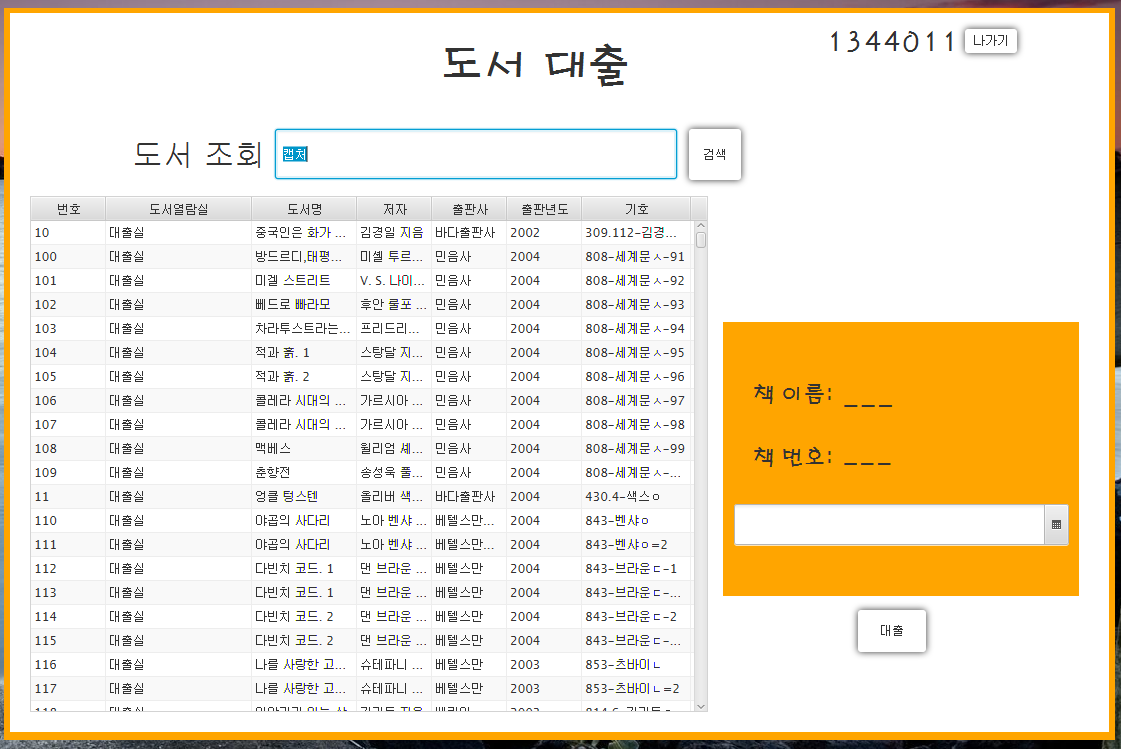 1344011 나가기
도서 대출
도서 조회 캡쳐 검색
번호 도서열람실 도서명 저자 출판사 출판년도 기호
10 대출실 중국인은 화가 ... 김경일 지음 바다출판사 2002 309.112-김경...
100 대출실 방드르디,태평... 미셸 투르... 민음사 2004 808-세계문ㅅ-91
101 대출실 미겔 스트리트 V. S. 나이... 민음사 2004 808-세계문ㅅ-92
102 대출실 뻬드로 빠라모 후안 룰포 ... 민음사 2004 808-세계문ㅅ-93
103 대출실 차라투스트라는... 프리드리... 민음사 2004 808-세계문ㅅ-94
104 대출실 적과 흙. 1 스탕달 지... 민음사 2004 808-세계문ㅅ-95
105 대출실 적과 흙. 2 스탕달 지... 민음사 2004 808-세계문ㅅ-96
106 대출실 콜레라 시대의 ... 가르시아 ... 민음사 2004 808-세계문ㅅ-97
107 대출실 콜레라 시대의 ... 가르시아 ... 민음사 2004 808-세계문ㅅ-98
108 대출실 맥베스 윌리엄 셰... 민음사 2004 808-세계문ㅅ-99
109 대출실 춘향전 송성욱 풀... 민음사 2004 808-세계문ㅅ-...
11 대출실 엉클 텅스텐 올리버 색... 바다출판사 2004 430.4-색스ㅇ
110 대출실 야곱의 사다리 노아 벤샤 ... 베텔스만... 2004 843-벤샤ㅇ
111 대출실 야곱의 사다리 노아 벤샤 ... 베텔스만... 2004 843-벤샤ㅇ=2
112 대출실 다빈치 코드. 1 댄 브라운 ... 베텔스만 2004 843-브라운ㄷ-1
113 대출실 다빈치 코드. 1 댄 브라운 ... 베텔스만 2004 843-브라운ㄷ-...
114 대출실 다빈치 코드. 2 댄 브라운 ... 베텔스만 2004 843-브라운ㄷ-2
115 대출실 다빈치 코드. 2 댄 브라운 ... 베텔스만 2004 843-브라운ㄷ-...
116 대출실 나를 사랑한 고... 슈테파니 ... 베텔스만 2003 853-츠바이ㄴ
117 대출실 나를 사랑한 고... 슈테파니 ... 베텔스만 2003 853-츠바이ㄴ=2
책 이름: ___
책 번호: ___
대출